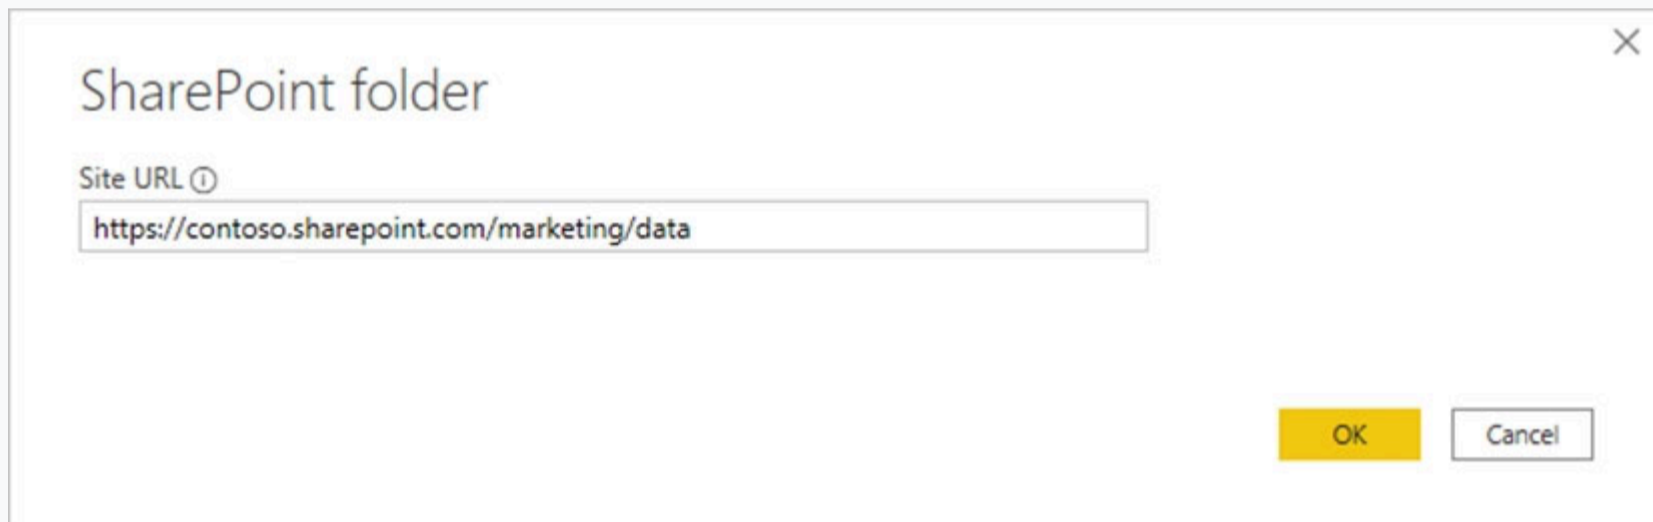 SharePoint folder
Site URL
https://contoso.sharepoint.com/marketing/data
OK Cancel